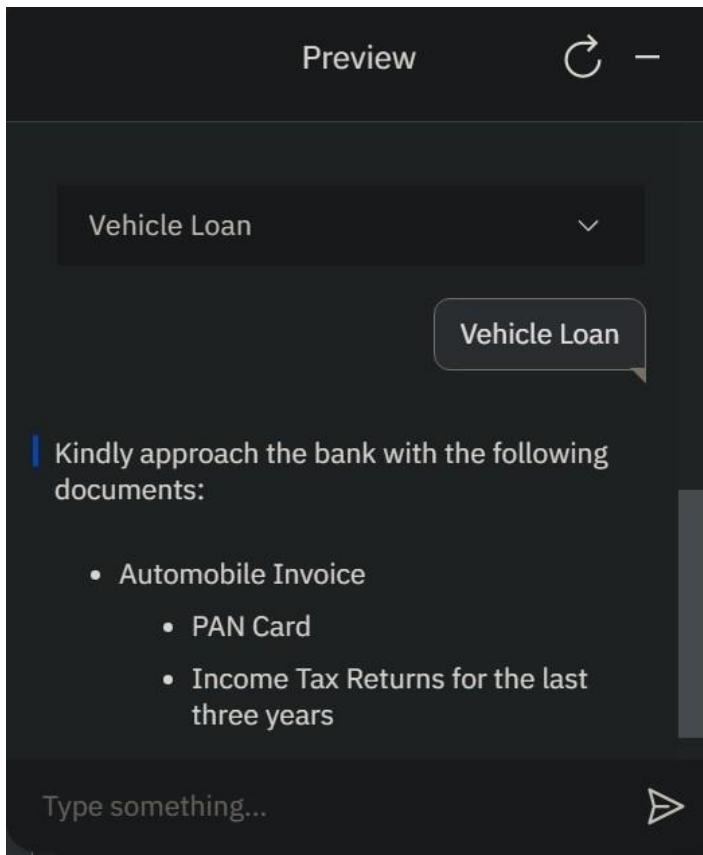 Preview
Vehicle Loan
Vehicle Loan
Kindly approach the bank with the following
documents:
• Automobile Invoice
• PAN Card
• Income Tax Returns for the last
three years
Type something...